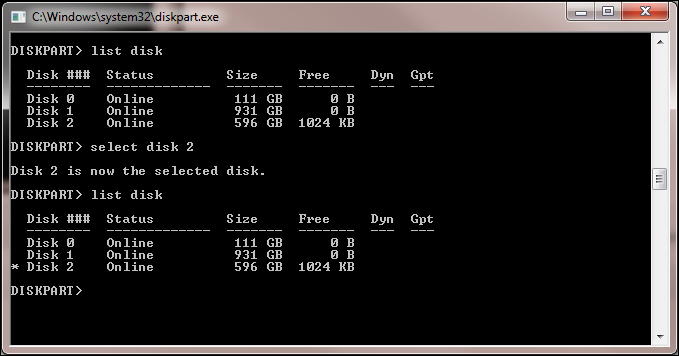 C:\Windows\system32\diskpart.exe
DISKPART> list disk
  Disk ###  Status         Size     Free     Dyn  Gpt
  --------  -------------  -------  -------  ---  ---
  Disk 0    Online          111 GB      0 B
  Disk 1    Online          931 GB      0 B
  Disk 2    Online          596 GB  1024 KB
DISKPART> select disk 2
Disk 2 is now the selected disk.
DISKPART> list disk
  Disk ###  Status         Size     Free     Dyn  Gpt
  --------  -------------  -------  -------  ---  ---
  Disk 0    Online          111 GB      0 B
  Disk 1    Online          931 GB      0 B
* Disk 2    Online          596 GB  1024 KB
DISKPART>